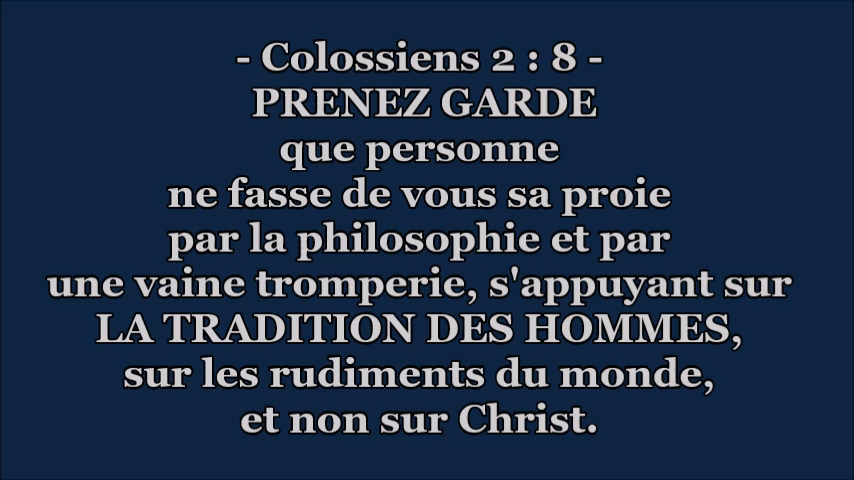 - Colossiens 2 : 8 -
PRENEZ GARDE
que personne
ne fasse de vous sa proie
par la philosophie et par
une vaine tromperie, s'appuyant sur
LA TRADITION DES HOMMES,
sur les rudiments du monde,
et non sur Christ.